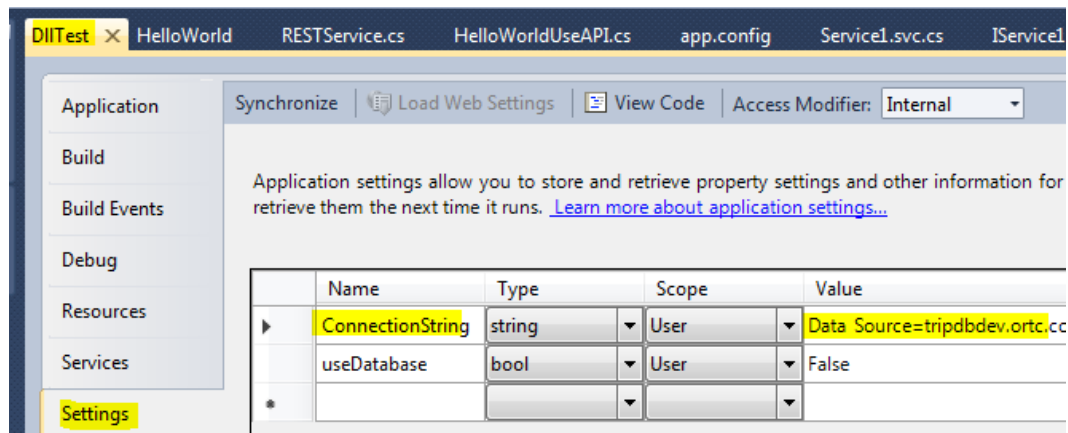 DllTest HelloWorld RESTService.cs HelloWorldUseAPI.cs app.config Service1.svc.cs IService1
Application
Build
Build Events
Debug
Resources
Services
Settings
Synchronize Load Web Settings View Code Access Modifier: Internal
Application settings allow you to store and retrieve property settings and other information for
retrieve them the next time it runs. Learn more about application settings...
Name Type Scope Value
ConnectionString string User Data Source=tripdbdev.ortc.cc
useDatabase bool User False